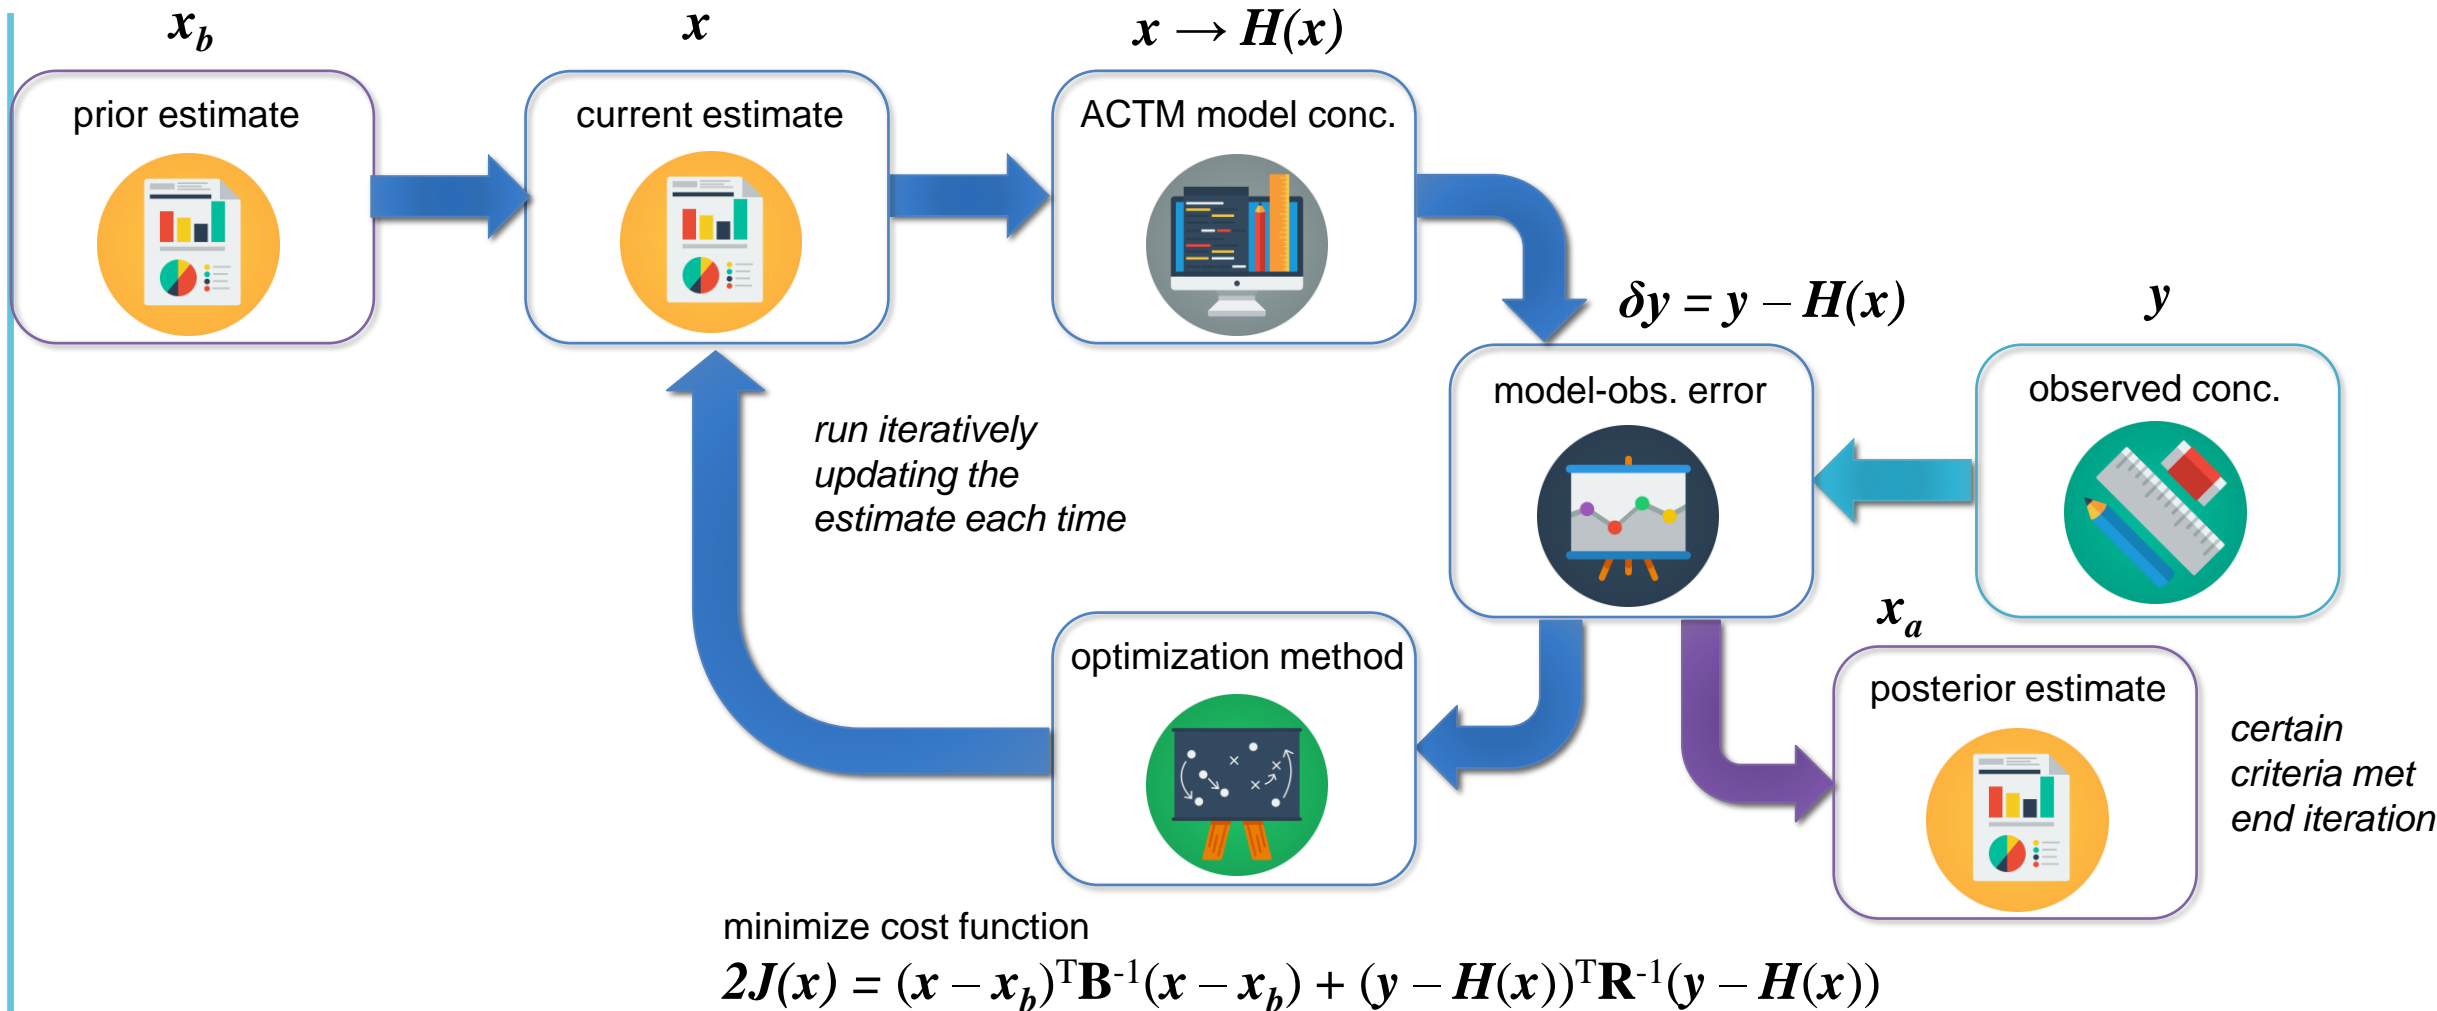 x_b
prior estimate
x
current estimate
x → H(x)
ACTM model conc.
δy = y – H(x)
model-obs. error
y
observed conc.
run iteratively
updating the
estimate each time
optimization method
x_a
posterior estimate
certain
criteria met
end iteration
minimize cost function
2J(x) = (x – x_b)^T B^-1 (x – x_b) + (y – H(x))^T R^-1 (y – H(x))